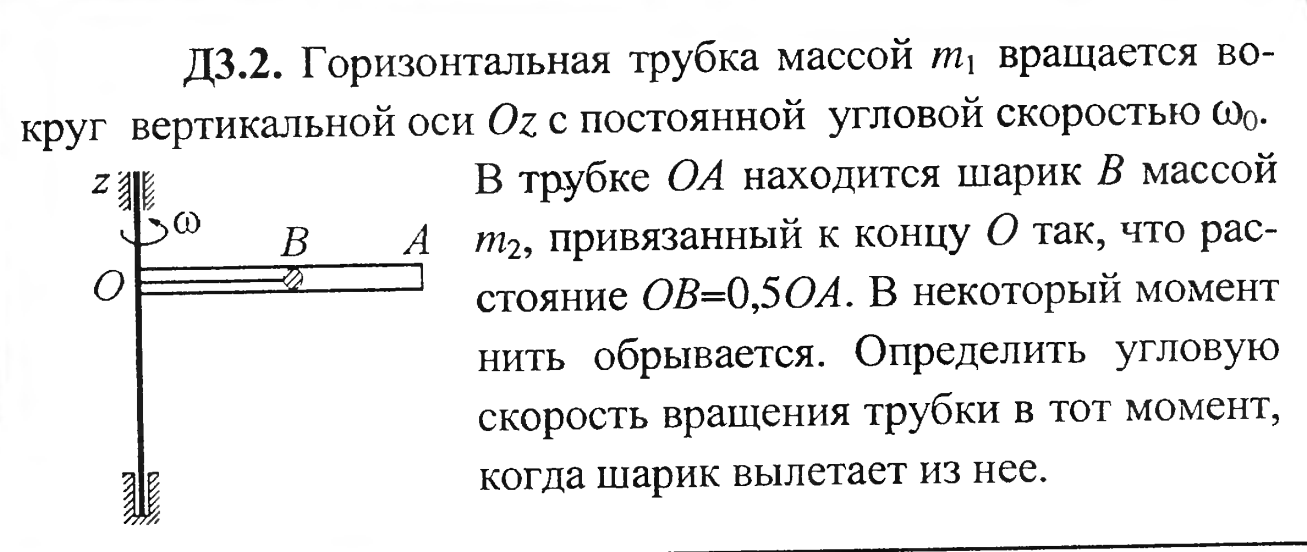 Д3.2. Горизонтальная трубка массой m₁ вращается во-
круг вертикальной оси Oz с постоянной угловой скоростью ω₀.
В трубке OA находится шарик B массой
m₂, привязанный к концу O так, что рас-
стояние OB=0,5OA. В некоторый момент
нить обрывается. Определить угловую
скорость вращения трубки в тот момент,
когда шарик вылетает из нее.
z
ω
B
A
O